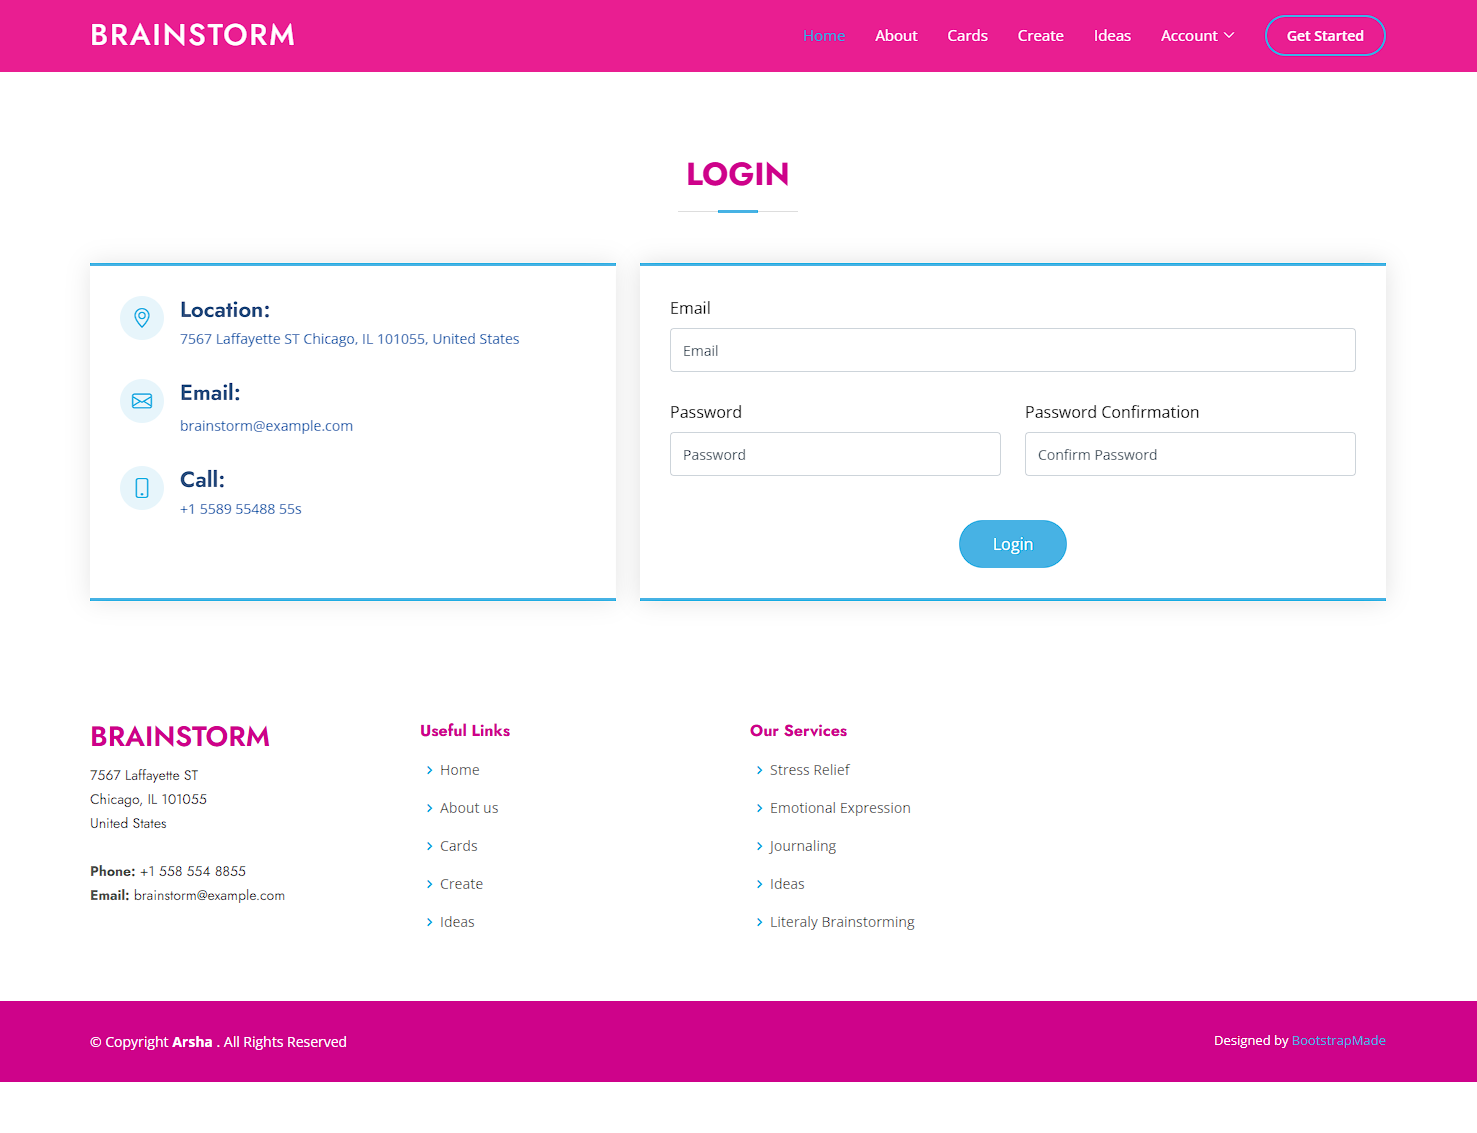 BRAINSTORM
Home About Cards Create Ideas Account Get Started
LOGIN
Location:
7567 Laffayette ST Chicago, IL 101055, United States
Email:
brainstorm@example.com
Call:
+1 5589 55488 55s
Email
Email
Password
Password
Password Confirmation
Confirm Password
Login
BRAINSTORM
7567 Laffayette ST
Chicago, IL 101055
United States
Phone: +1 558 554 8855
Email: brainstorm@example.com
Useful Links
Home
About us
Cards
Create
Ideas
Our Services
Stress Relief
Emotional Expression
Journaling
Ideas
Literaly Brainstorming
© Copyright Arsha . All Rights Reserved
Designed by BootstrapMade